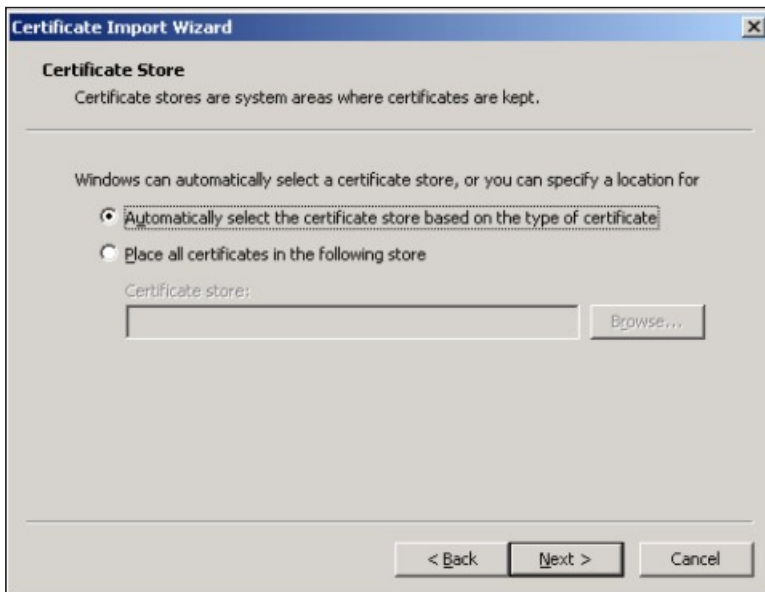 Certificate Import Wizard
Certificate Store
Certificate stores are system areas where certificates are kept.
Windows can automatically select a certificate store, or you can specify a location for
Automatically select the certificate store based on the type of certificate
Place all certificates in the following store
Certificate store:
Browse...
< Back
Next >
Cancel